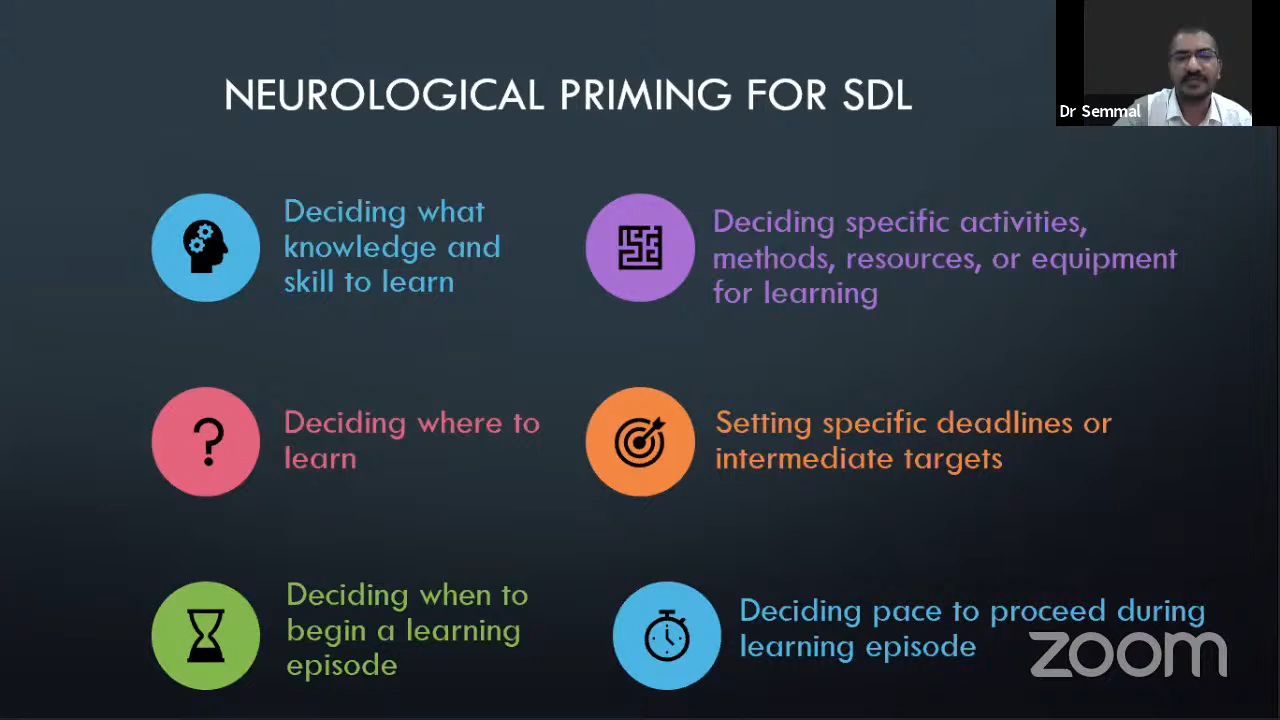 NEUROLOGICAL PRIMING FOR SDL
Dr Semmal
Deciding what
knowledge and
skill to learn
Deciding specific activities,
methods, resources, or equipment
for learning
Deciding where to
learn
Setting specific deadlines or
intermediate targets
Deciding when to
begin a learning
episode
Deciding pace to proceed during
learning episode
zoom